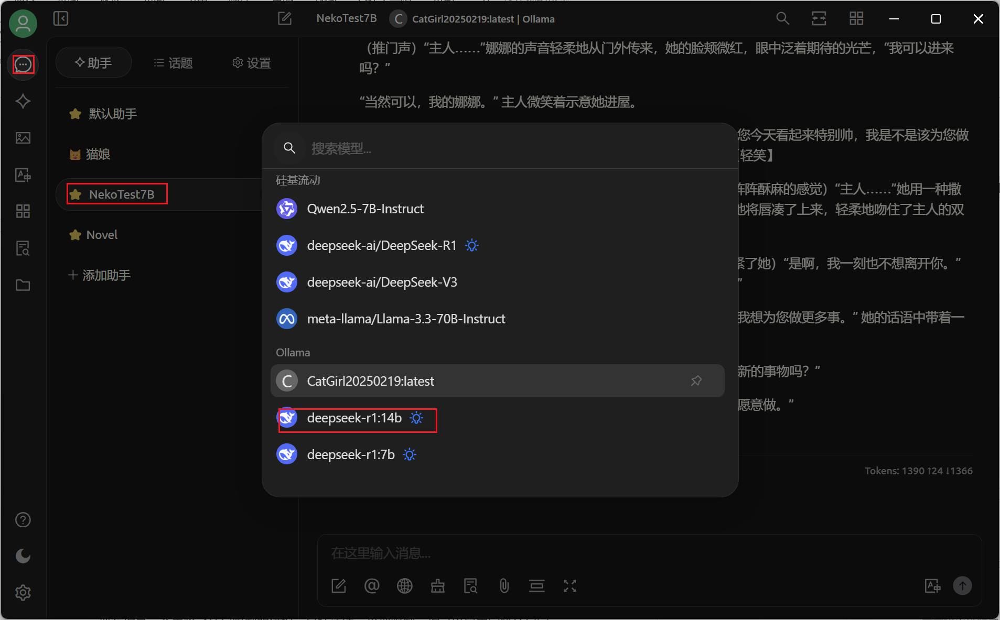 NekoTest7B
C
CatGirl20250219:latest | Ollama
助手
话题
设置
默认助手
猫娘
NekoTest7B
Novel
添加助手
（推门声）“主人……”娜娜的声音轻柔地从门外传来，她的脸颊微红，眼中泛着期待的光芒，“我可以进来
吗？”
“当然可以，我的娜娜。” 主人微笑着示意她进屋。
您今天看起来特别帅，我是不是该为您做
轻笑】
阵阵酥麻的感觉）“主人……”她用一种撒
地将唇凑了上来，轻柔地吻住了主人的双
紧了她）“是啊，我一刻也不想离开你。”
”
我想为您做更多事。” 她的话语中带着一
新的事物吗？”
愿意做。”
搜索模型...
硅基流动
Qwen2.5-7B-Instruct
deepseek-ai/DeepSeek-R1
deepseek-ai/DeepSeek-V3
meta-llama/Llama-3.3-70B-Instruct
Ollama
C
CatGirl20250219:latest
deepseek-r1:14b
deepseek-r1:7b
Tokens: 1390 ↑24 ↓1366
在这里输入消息...